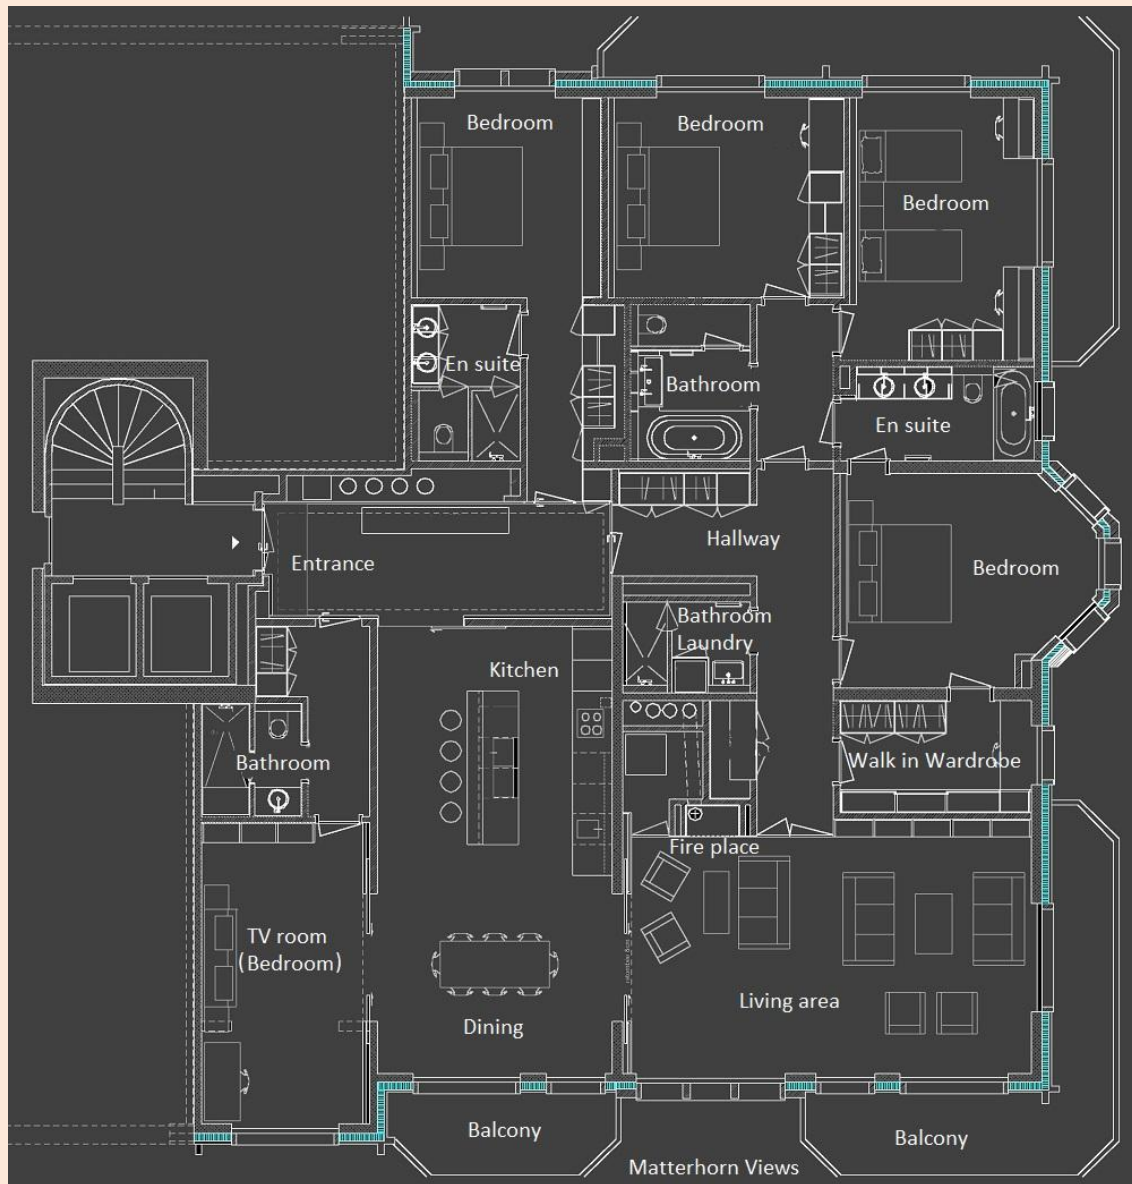 Bedroom
Bedroom
Bedroom
En suite
Bathroom
En suite
Hallway
Entrance
Bedroom
Bathroom
Laundry
Kitchen
Bathroom
Walk in Wardrobe
Fire place
TV room
(Bedroom)
Living area
Dining
Balcony
Balcony
Matterhorn Views